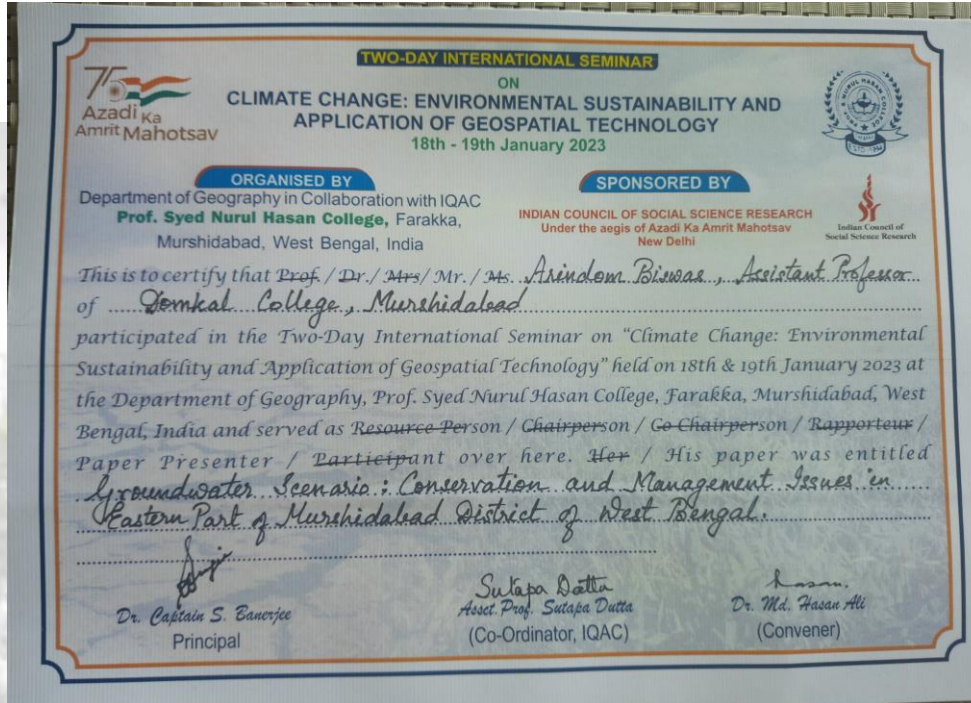 TWO-DAY INTERNATIONAL SEMINAR
ON
CLIMATE CHANGE: ENVIRONMENTAL SUSTAINABILITY AND
APPLICATION OF GEOSPATIAL TECHNOLOGY
18th - 19th January 2023
75
Azadi Ka
Amrit Mahotsav
ORGANISED BY
Department of Geography in Collaboration with IQAC
Prof. Syed Nurul Hasan College, Farakka,
Murshidabad, West Bengal, India
SPONSORED BY
INDIAN COUNCIL OF SOCIAL SCIENCE RESEARCH
Under the aegis of Azadi Ka Amrit Mahotsav
New Delhi
Indian Council of
Social Science Research
This is to certify that Prof. / Dr./ Mrs/ Mr. / Ms. Arindom Biswas, Assistant Professor
of Domkal College, Murshidabad
participated in the Two-Day International Seminar on "Climate Change: Environmental
Sustainability and Application of Geospatial Technology" held on 18th & 19th January 2023 at
the Department of Geography, Prof. Syed Nurul Hasan College, Farakka, Murshidabad, West
Bengal, India and served as Resource Person / Chairperson / Co Chairperson / Rapporteur /
Paper Presenter / Participant over here. Her / His paper was entitled
Groundwater Scenario: Conservation and Management Issues in
Eastern Part of Murshidabad District of West Bengal.
Dr. Captain S. Banerjee
Principal
Sutapa Datta
Asset. Prof. Sutapa Dutta
(Co-Ordinator, IQAC)
hasan.
Dr. Md. Hasan Ali
(Convener)